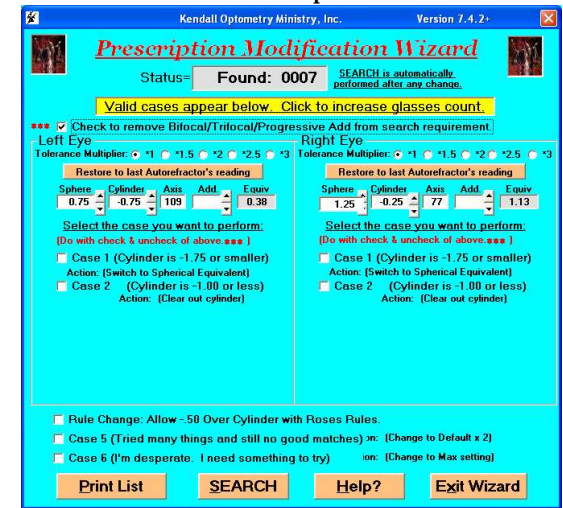 Kendall Optometry Ministry, Inc. Version 7.4.2+
Prescription Modification Wizard
Status= Found: 0007 SEARCH is automatically performed after any change.
Valid cases appear below. Click to increase glasses count.
*** Check to remove Bifocal/Trifocal/Progressive Add from search requirement.
Left Eye
Tolerance Multiplier: *1 *1.5 *2 *2.5 *3
Restore to last Autorefractor's reading
Sphere Cylinder Axis Add. Equiv
0.75 -0.75 109 0.38
Select the case you want to perform:
(Do with check & uncheck of above.*** )
Case 1 (Cylinder is -1.75 or smaller)
Action: (Switch to Spherical Equivalent)
Case 2 (Cylinder is -1.00 or less)
Action: (Clear out cylinder)
Right Eye
Tolerance Multiplier: *1 *1.5 *2 *2.5 *3
Restore to last Autorefractor's reading
Sphere Cylinder Axis Add. Equiv
1.25 -0.25 77 1.13
Select the case you want to perform:
(Do with check & uncheck of above.*** )
Case 1 (Cylinder is -1.75 or smaller)
Action: (Switch to Spherical Equivalent)
Case 2 (Cylinder is -1.00 or less)
Action: (Clear out cylinder)
Rule Change: Allow -.50 Over Cylinder with Roses Rules.
Case 5 (Tried many things and still no good matches) on: (Change to Default x 2)
Case 6 (I'm desperate. I need something to try) ion: (Change to Max setting)
Print List SEARCH Help? Exit Wizard